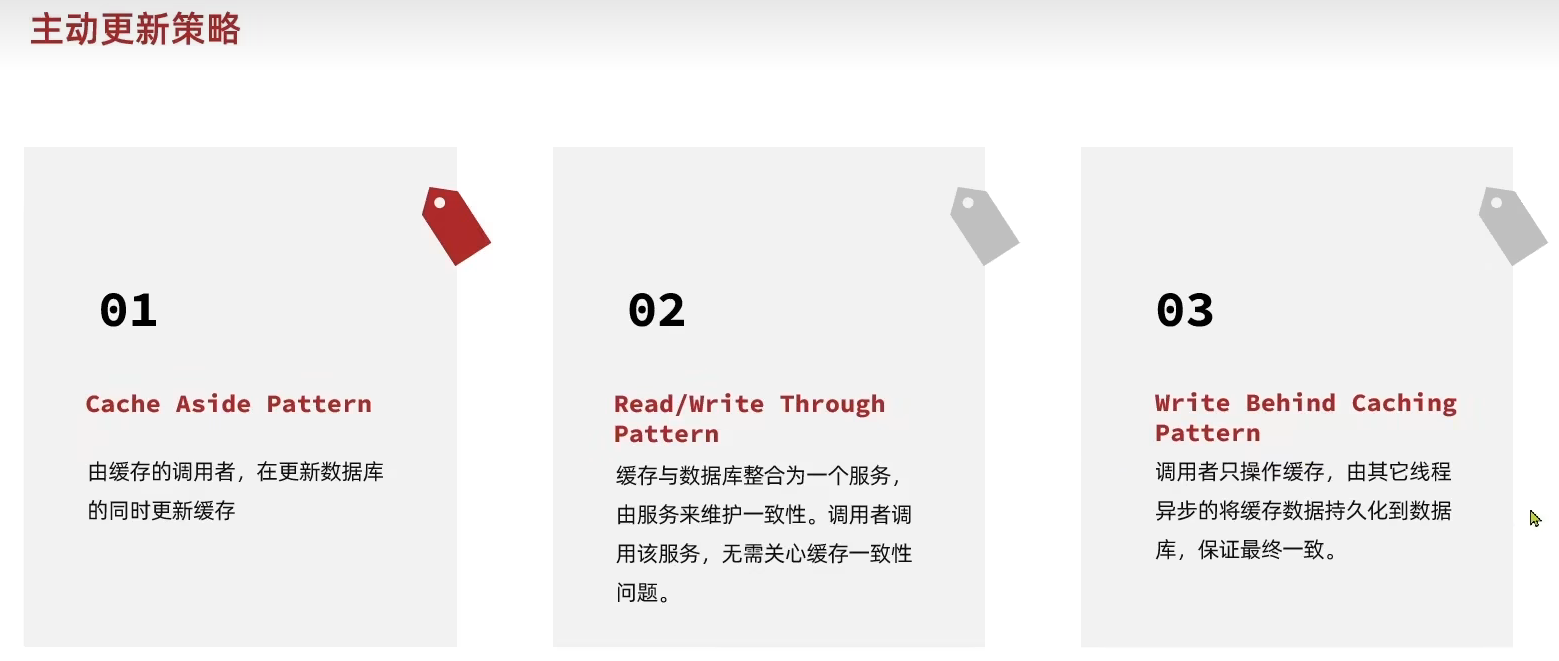 主动更新策略
01
Cache Aside Pattern
由缓存的调用者，在更新数据库
的同时更新缓存
02
Read/Write Through
Pattern
缓存与数据库整合为一个服务，
由服务来维护一致性。调用者调
用该服务，无需关心缓存一致性
问题。
03
Write Behind Caching
Pattern
调用者只操作缓存，由其它线程
异步的将缓存数据持久化到数据
库，保证最终一致。